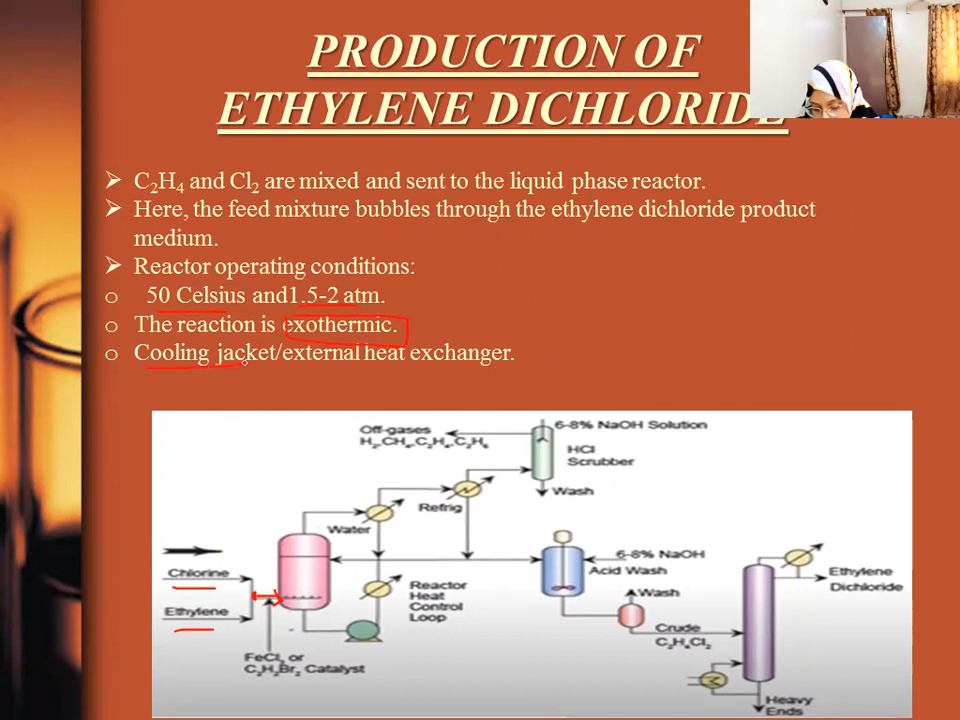 PRODUCTION OF
ETHYLENE DICHLORIDE
C2H4 and Cl2 are mixed and sent to the liquid phase reactor.
Here, the feed mixture bubbles through the ethylene dichloride product
medium.
Reactor operating conditions:
50 Celsius and1.5-2 atm.
The reaction is exothermic.
Cooling jacket/external heat exchanger.
Off-gases
H2,CH4,C2H4,C2H6
6-8% NaOH Solution
HCl
Scrubber
Wash
Refrig
Water
Chlorine
Ethylene
FeCl3 or
C2H2Br2 Catalyst
Reactor
Heat
Control
Loop
6-8% NaOH
Acid Wash
Wash
Crude
C2H4Cl2
Ethylene
Dichloride
Heavy
Ends